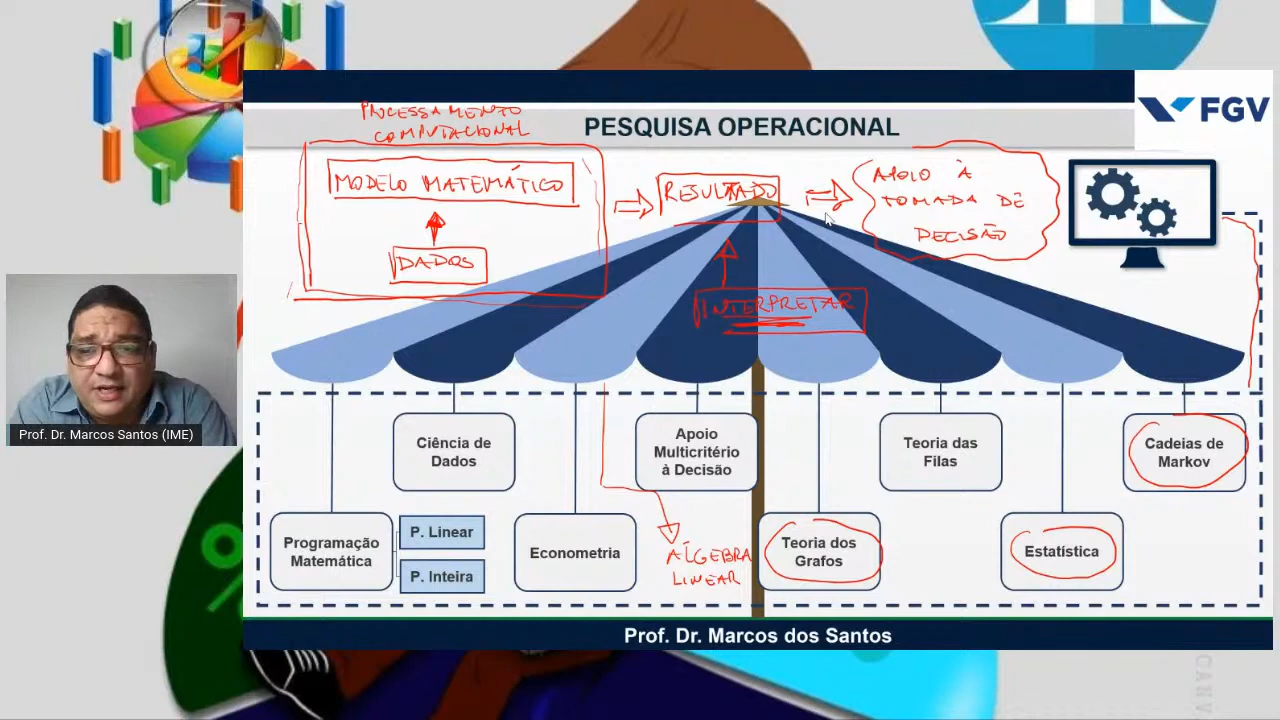 FGV
PROCESSAMENTO
COMPUTACIONAL
PESQUISA OPERACIONAL
MODELO MATEMÁTICO
RESULTADO
APOIO À
TOMADA DE
DECISÃO
DADOS
INTERPRETAR
Prof. Dr. Marcos Santos (IME)
Ciência de
Dados
Apoio
Multicritério
à Decisão
Teoria das
Filas
Cadeias de
Markov
Programação
Matemática
P. Linear
P. Inteira
Econometria
ÁLGEBRA
LINEAR
Teoria dos
Grafos
Estatística
Prof. Dr. Marcos dos Santos
%
CANV